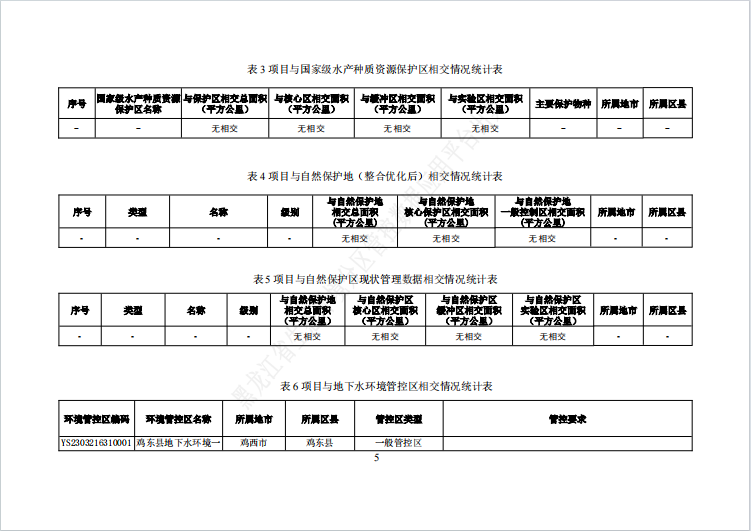 表 3 项目与国家级水产种质资源保护区相交情况统计表
序号 国家级水产种质资源保护区名称 与保护区相交总面积（平方公里） 与核心区相交面积（平方公里） 与缓冲区相交面积（平方公里） 与实验区相交面积（平方公里） 主要保护物种 所属地市 所属区县
- - 无相交 无相交 无相交 无相交 - - -
表 4 项目与自然保护地（整合优化后）相交情况统计表
序号 类型 名称 级别 与自然保护地相交总面积(平方公里) 与自然保护地核心保护区相交面积(平方公里) 与自然保护地一般控制区相交面积(平方公里) 所属地市 所属区县
- - - - 无相交 无相交 无相交 - -
表 5 项目与自然保护区现状管理数据相交情况统计表
序号 类型 名称 级别 与自然保护地相交总面积（平方公里） 与自然保护区核心区相交面积（平方公里） 与自然保护区缓冲区相交面积（平方公里） 与自然保护区实验区相交面积（平方公里） 所属地市 所属区县
- - - - 无相交 无相交 无相交 无相交 - -
表 6 项目与地下水环境管控区相交情况统计表
环境管控区编码 环境管控区名称 所属地市 所属区县 管控区类型 管控要求
YS2303216310001 鸡东县地下水环境一 鸡西市 鸡东县 一般管控区
5